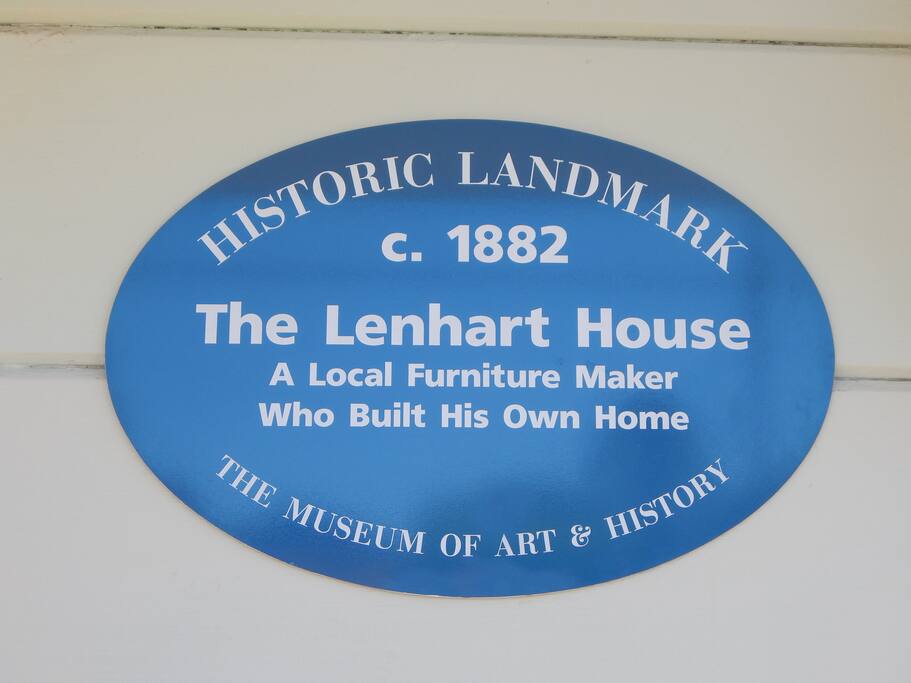 HISTORIC LANDMARK
c. 1882
The Lenhart House
A Local Furniture Maker
Who Built His Own Home
THE MUSEUM OF ART & HISTORY